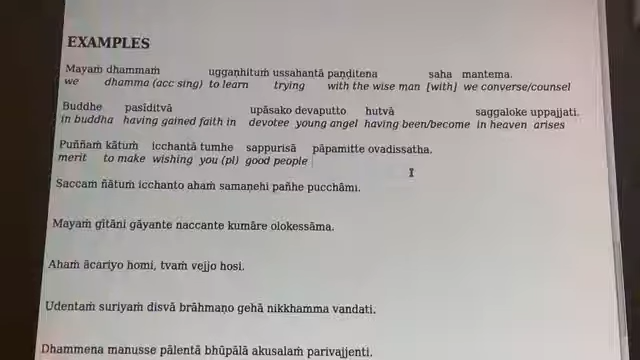 EXAMPLES
Mayaṁ dhammaṁ uggaṇhituṁ ussahantā paṇḍitena saha mantema.
we dhamma (acc sing) to learn trying with the wise man [with] we converse/counsel
Buddhe pasīditvā upāsako devaputto hutvā saggaloke uppajjati.
in buddha having gained faith in devotee young angel having been/become in heaven arises
Puññaṁ kātuṁ icchantā tumhe sappurisā pāpamitte ovadissatha.
merit to make wishing you (pl) good people
Saccaṁ ñātuṁ icchanto ahaṁ samaṇehi pañhe pucchāmi.
Mayaṁ gītāni gāyante naccante kumāre olokessāma.
Ahaṁ ācariyo homi, tvaṁ vejjo hosi.
Udentaṁ suriyaṁ disvā brāhmaṇo gehā nikkhamma vandati.
Dhammena manusse pālentā bhūpālā akusalaṁ parivajjenti.